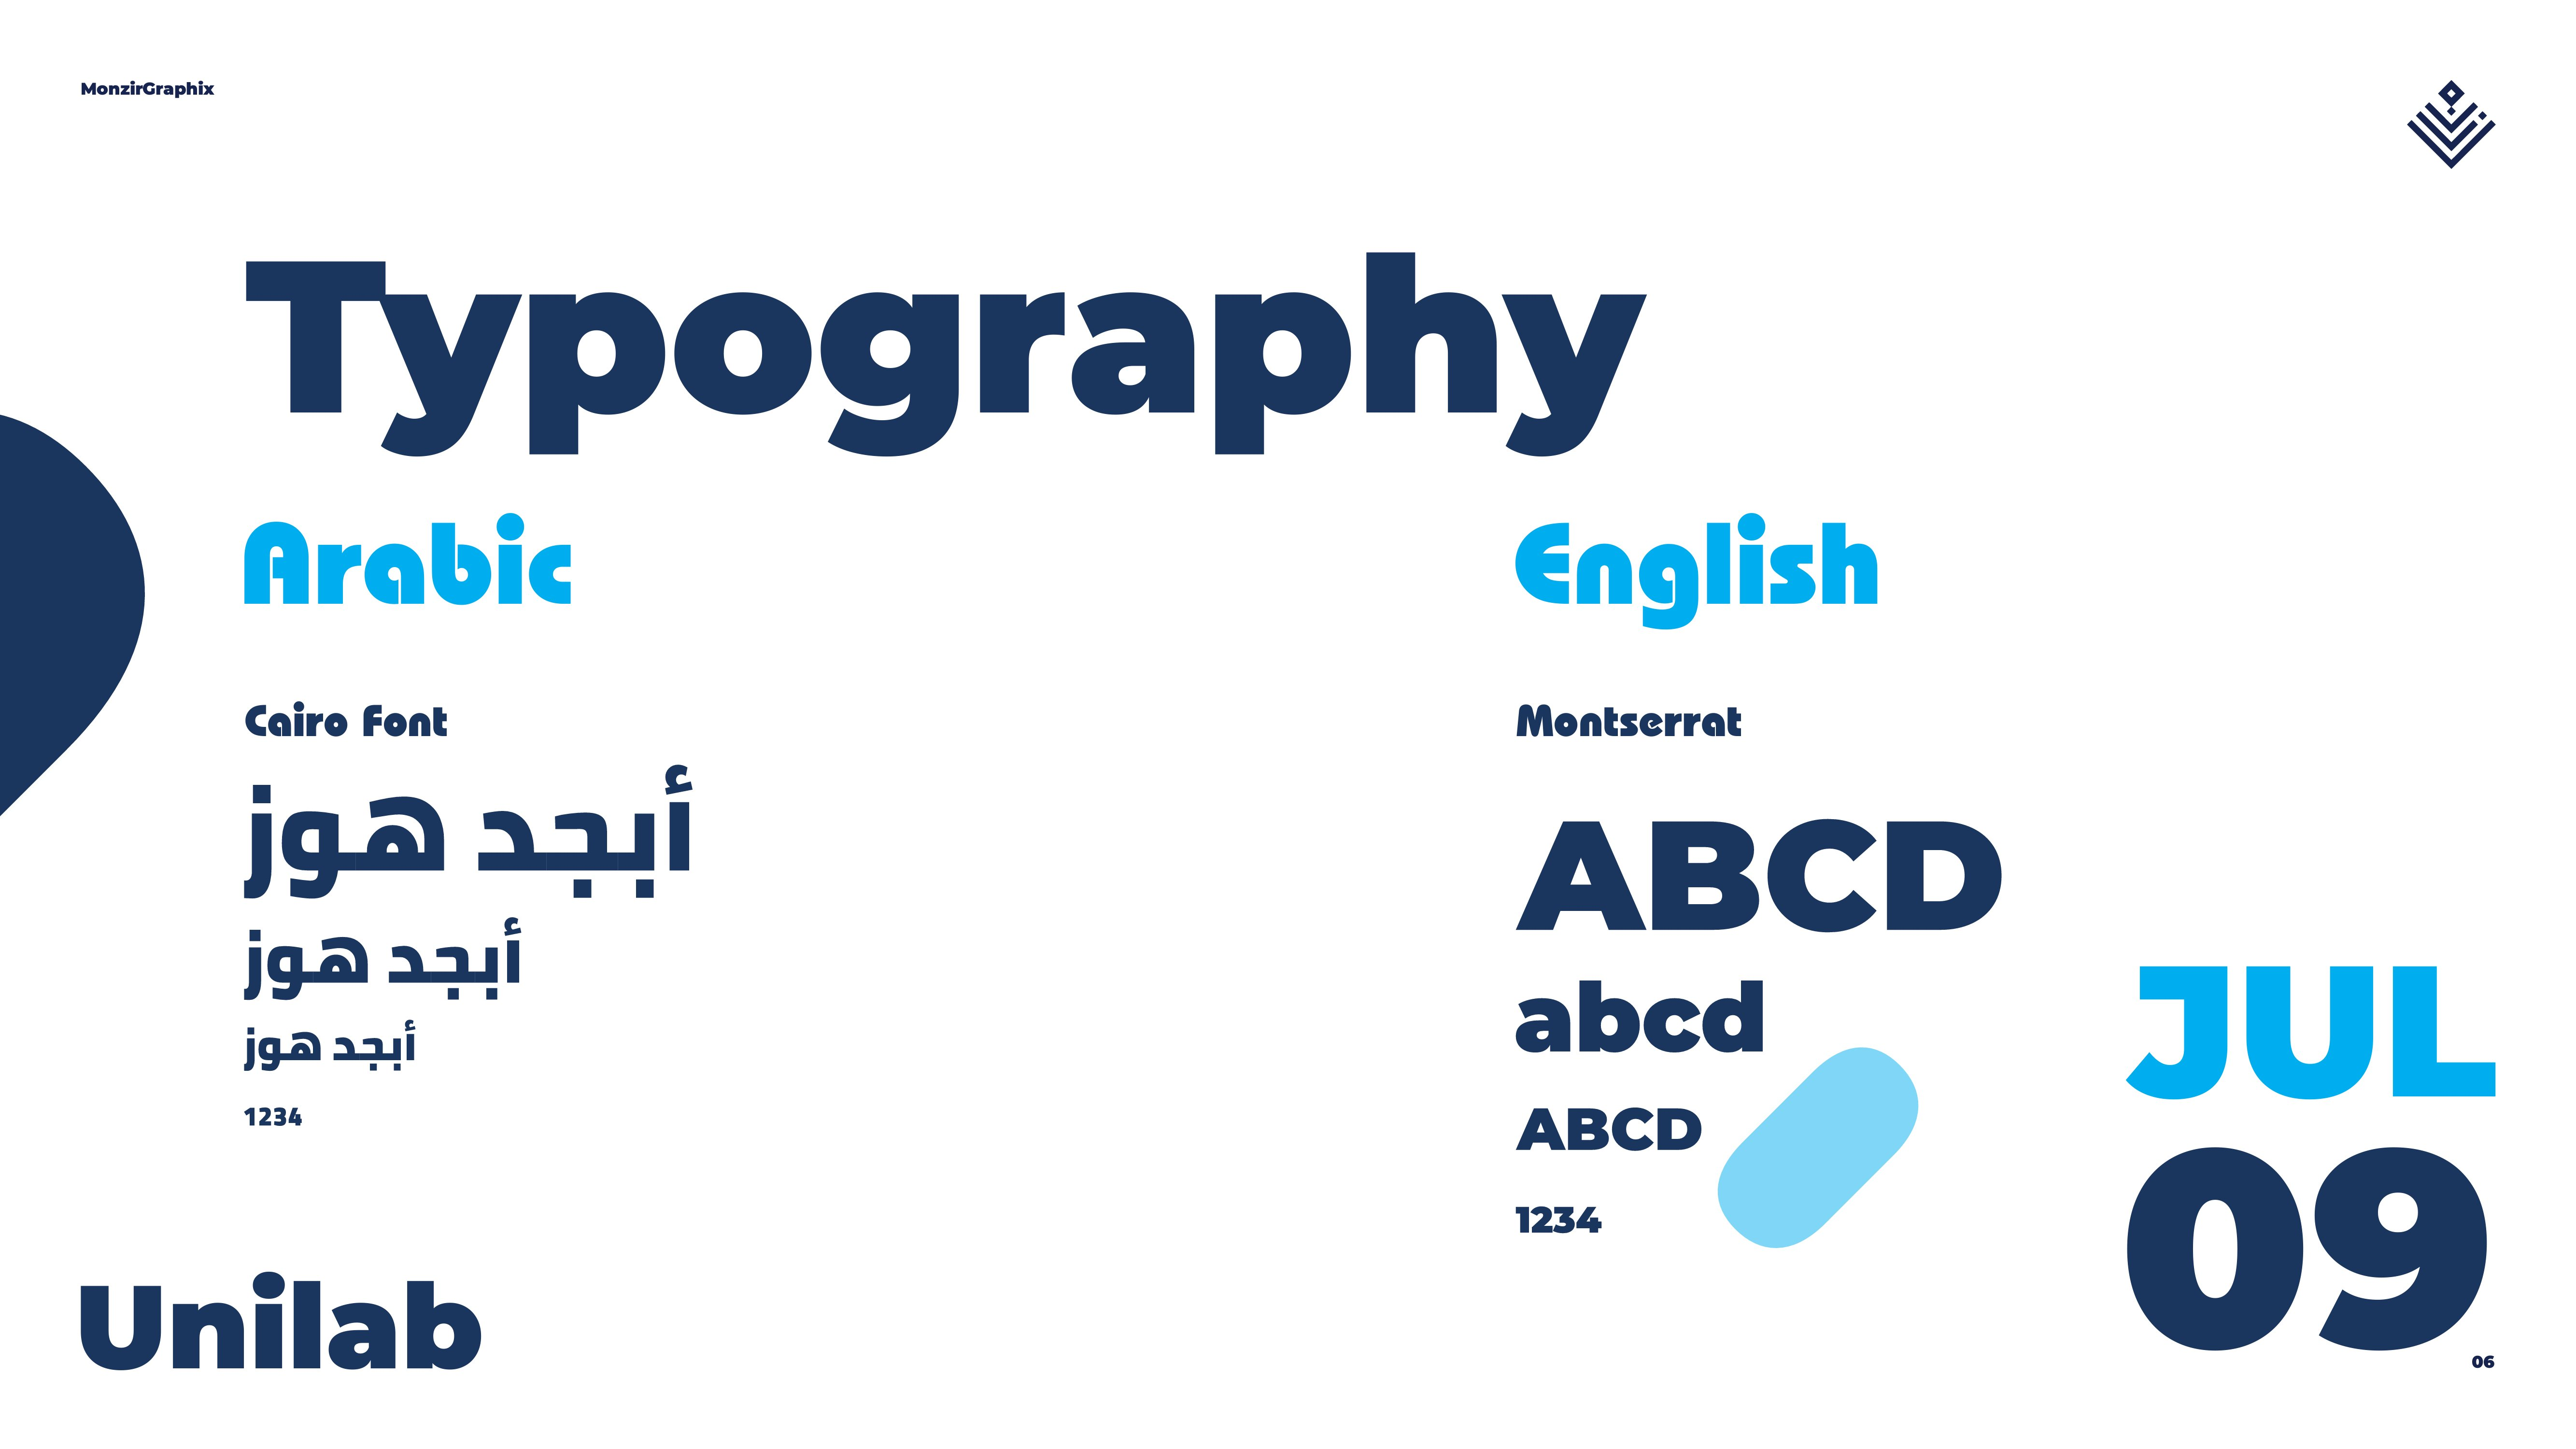 MonzirGraphix
Typography
Arabic
Cairo Font
أبجد هوز
أبجد هوز
أبجد هوز
1234
English
Montserrat
ABCD
abcd
ABCD
1234
JUL
09
Unilab
06